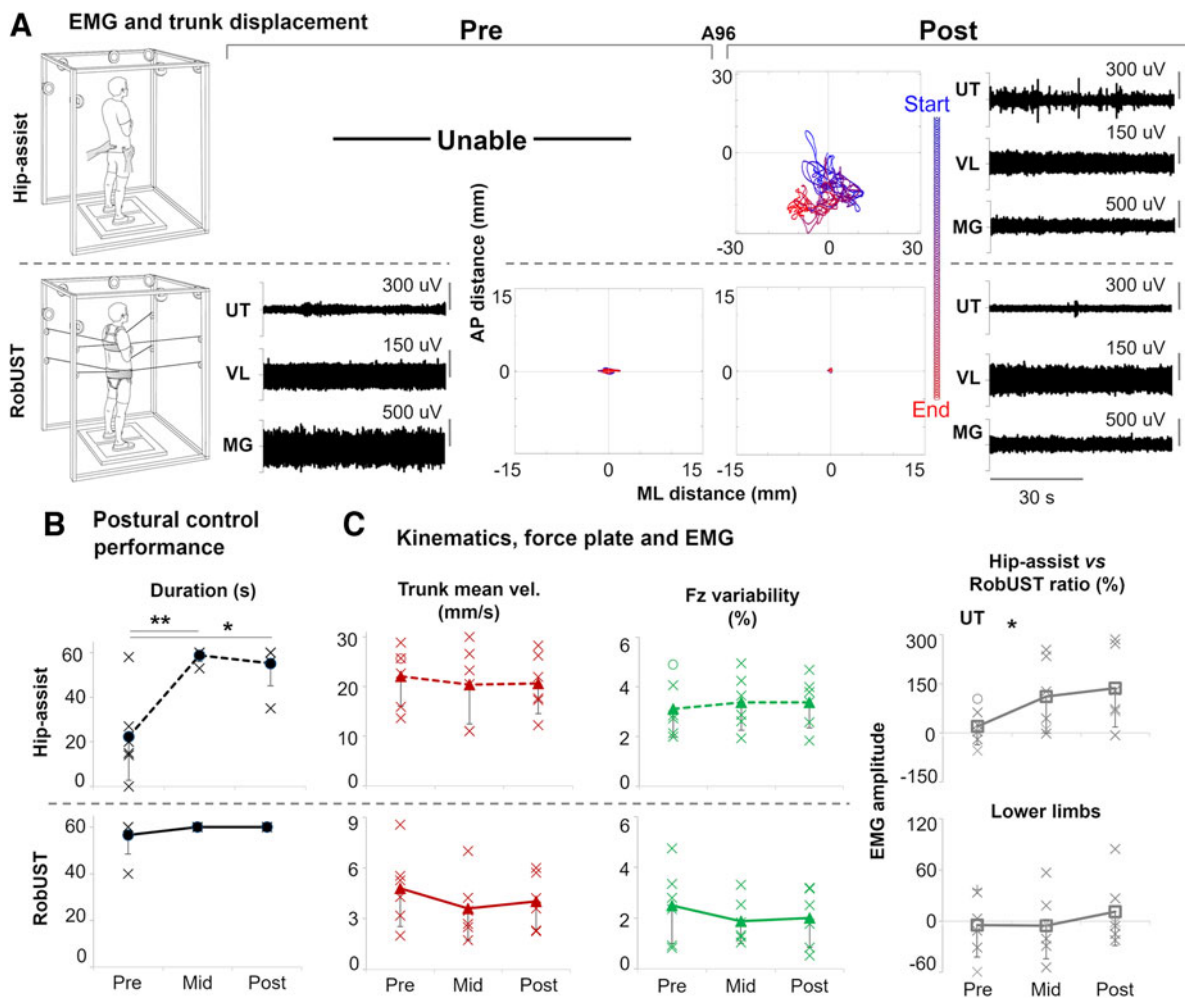 A EMG and trunk displacement
Pre
A96
Post
Hip-assist
Unable
AP distance (mm)
30
0
-30
0
30
Start
End
UT
300 uV
VL
150 uV
MG
500 uV
RobUST
UT
300 uV
VL
150 uV
MG
500 uV
15
0
-15
0
15
15
0
-15
0
15
ML distance (mm)
UT
300 uV
VL
150 uV
MG
500 uV
30 s
B Postural control
performance
Duration (s)
** *
Hip-assist
60
40
20
0
RobUST
60
40
20
0
Pre Mid Post
C Kinematics, force plate and EMG
Trunk mean vel.
(mm/s)
30
20
10
0
9
6
3
0
Pre Mid Post
Fz variability
(%)
6
4
2
0
6
4
2
0
Pre Mid Post
Hip-assist vs
RobUST ratio (%)
UT *
EMG amplitude
300
150
0
-150
Lower limbs
120
60
0
-60
Pre Mid Post